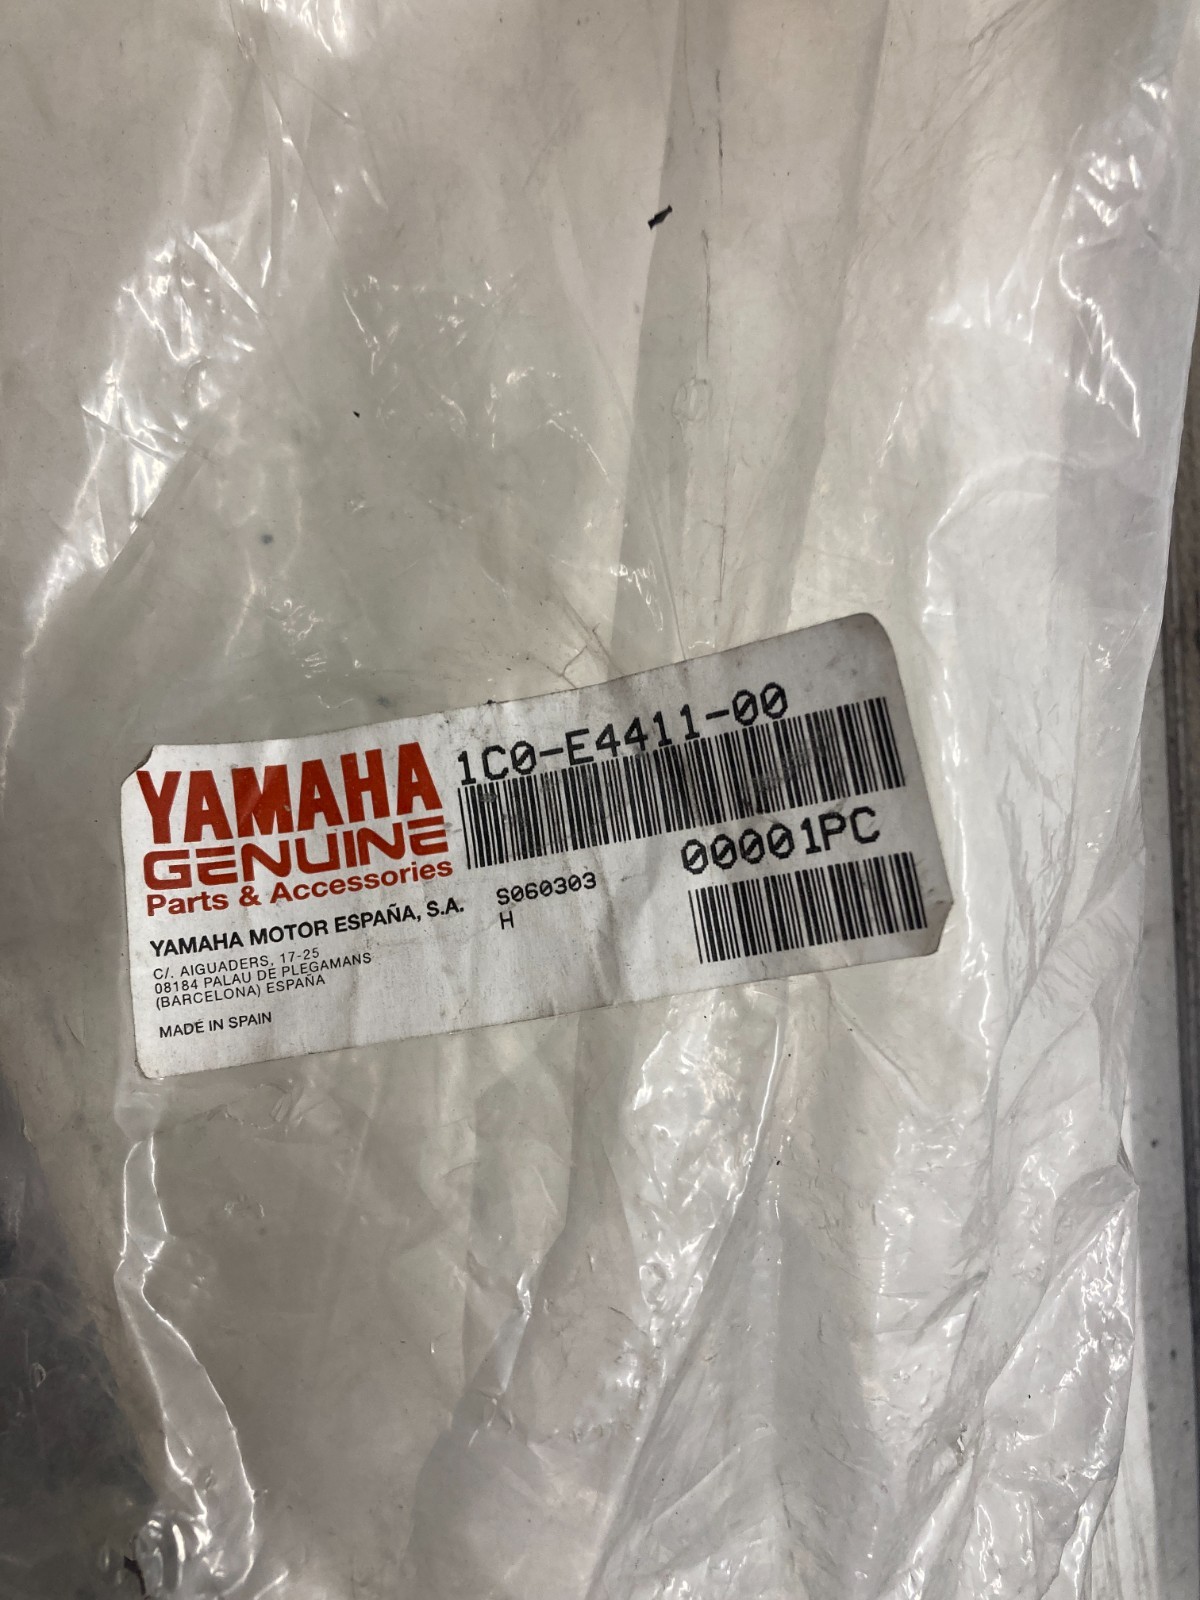 1C0-E4411-00
YAMAHA
GENUINE
Parts & Accessories
00001PC
YAMAHA MOTOR ESPAÑA, S.A.
S060303
H
C/. AIGUADERS, 17-25
08184 PALAU DE PLEGAMANS
(BARCELONA) ESPAÑA
MADE IN SPAIN